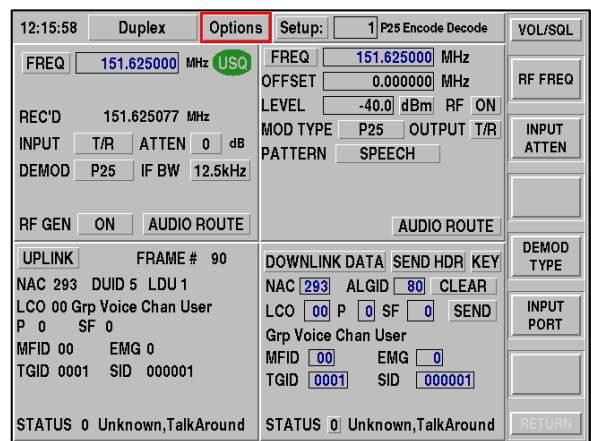 12:15:58 Duplex Options Setup: 1 P25 Encode Decode
FREQ 151.625000 MHz USQ
REC'D 151.625077 MHz
INPUT T/R ATTEN 0 dB
DEMOD P25 IF BW 12.5kHz
RF GEN ON AUDIO ROUTE
FREQ 151.625000 MHz
OFFSET 0.000000 MHz
LEVEL -40.0 dBm RF ON
MOD TYPE P25 OUTPUT T/R
PATTERN SPEECH
AUDIO ROUTE
UPLINK FRAME # 90
NAC 293 DUID 5 LDU 1
LCO 00 Grp Voice Chan User
P 0 SF 0
MFID 00 EMG 0
TGID 0001 SID 000001
STATUS 0 Unknown,TalkAround
DOWNLINK DATA SEND HDR KEY
NAC 293 ALGID 80 CLEAR
LCO 00 P 0 SF 0 SEND
Grp Voice Chan User
MFID 00 EMG 0
TGID 0001 SID 000001
STATUS 0 Unknown,TalkAround
VOL/SQL
RF FREQ
INPUT
ATTEN
DEMOD
TYPE
INPUT
PORT
RETURN